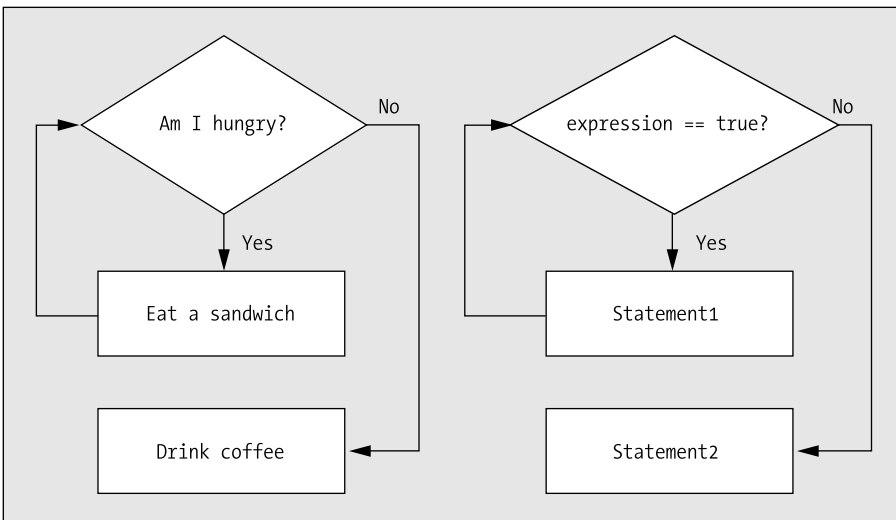 Am I hungry?
No
Yes
Eat a sandwich
Drink coffee
expression == true?
No
Yes
Statement1
Statement2